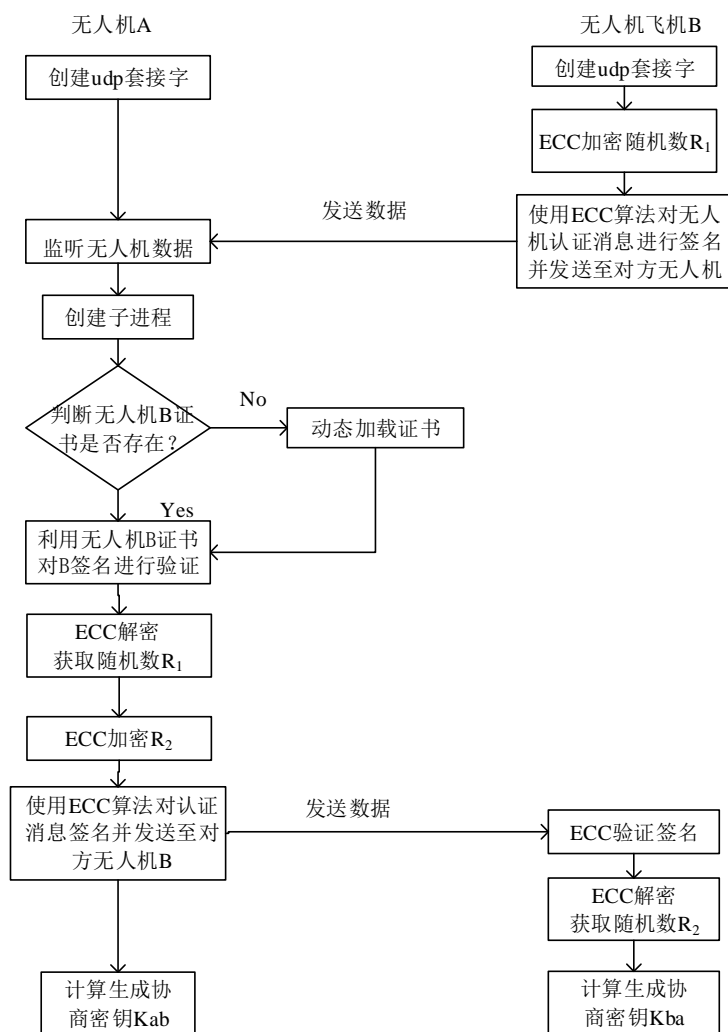 无人机A
无人机飞机B
创建udp套接字
创建udp套接字
ECC加密随机数R₁
发送数据
监听无人机数据
使用ECC算法对无人
机认证消息进行签名
并发送至对方无人机
创建子进程
判断无人机B证
书是否存在？
No
动态加载证书
Yes
利用无人机B证书
对B签名进行验证
ECC解密
获取随机数R₁
ECC加密R₂
使用ECC算法对认证
消息签名并发送至对
方无人机B
发送数据
ECC验证签名
ECC解密
获取随机数R₂
计算生成协
商密钥Kab
计算生成协
商密钥Kba